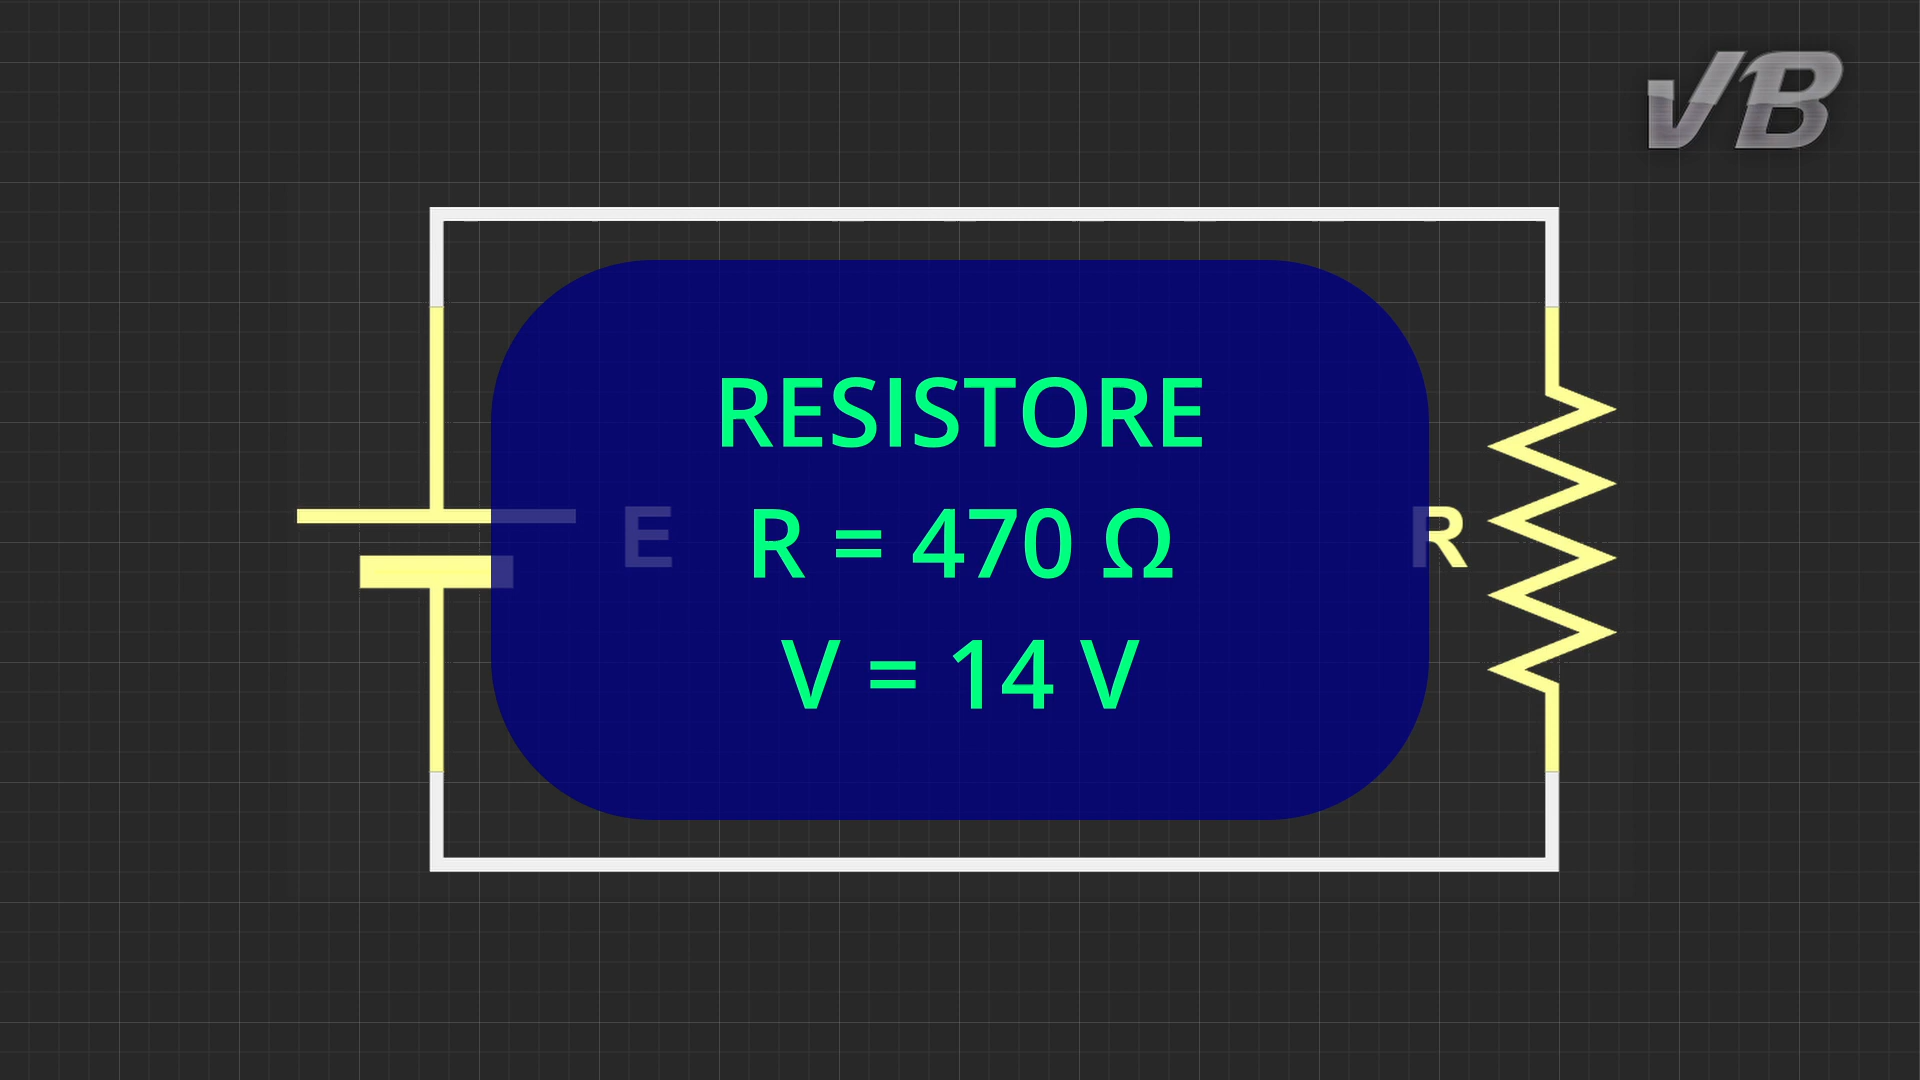 VB
RESISTORE
E
R = 470 Ω
R
V = 14 V